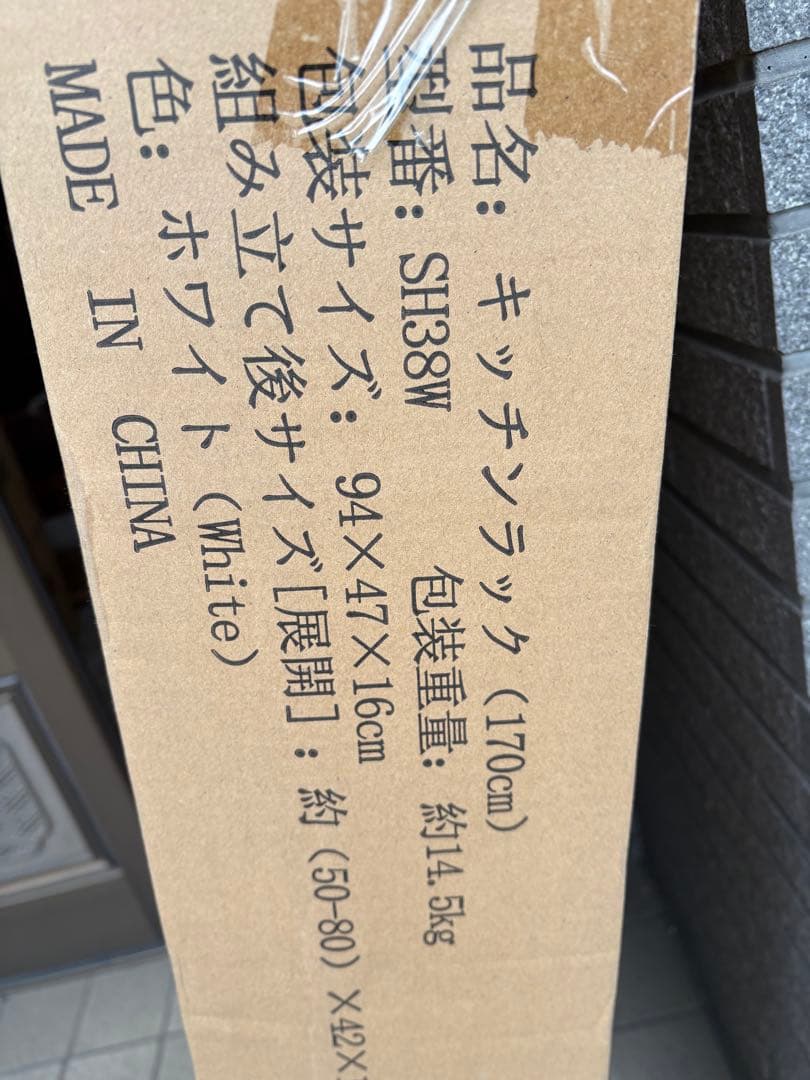 品名: キッチンラック (170cm)
型番: SH38W 包装重量: 約14.5kg
包装サイズ: 94×47×16cm
組み立て後サイズ[展開]: 約(50-80)×42×
色: ホワイト (White)
MADE IN CHINA